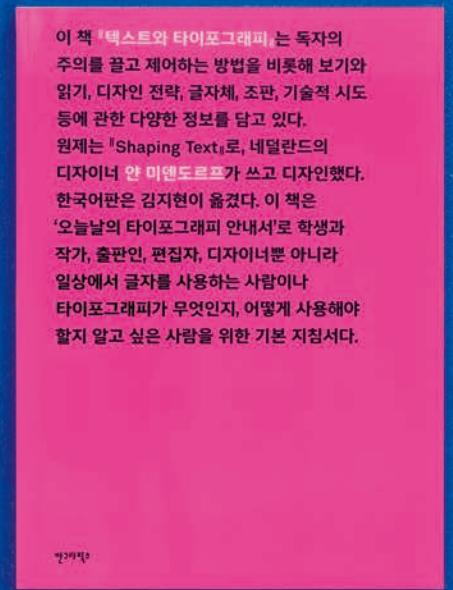 이 책 『텍스트와 타이포그래피』는 독자의
주의를 끌고 제어하는 방법을 비롯해 보기와
읽기, 디자인 전략, 글자체, 조판, 기술적 시도
등에 관한 다양한 정보를 담고 있다.
원제는 『Shaping Text』로, 네덜란드의
디자이너 얀 미덴도르프가 쓰고 디자인했다.
한국어판은 김지현이 옮겼다. 이 책은
‘오늘날의 타이포그래피 안내서’로 학생과
작가, 출판인, 편집자, 디자이너뿐 아니라
일상에서 글자를 사용하는 사람이나
타이포그래피가 무엇인지, 어떻게 사용해야
할지 알고 싶은 사람을 위한 기본 지침서다.
안그라픽스